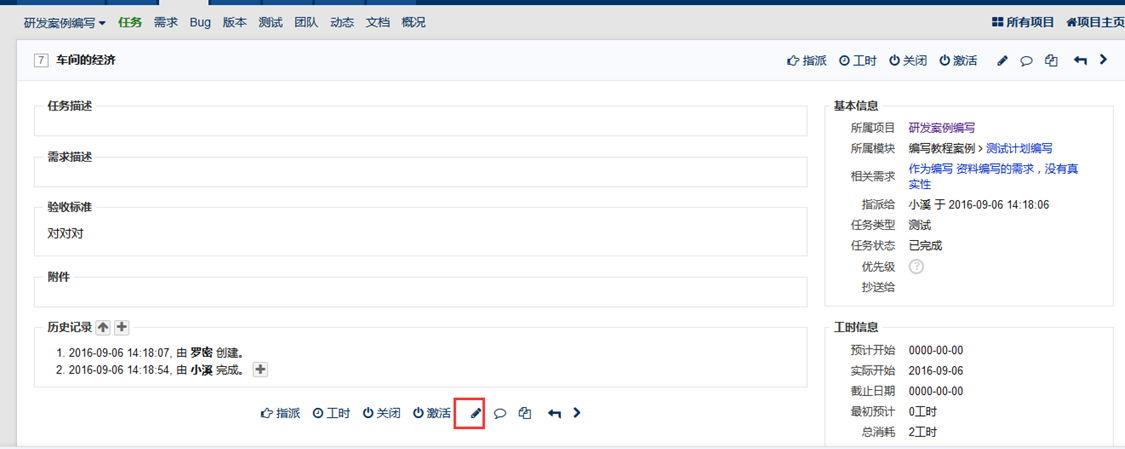 研发案例编写 任务 需求 Bug 版本 测试 团队 动态 文档 概况 所有项目 项目主页
7 车间的经济 指派 工时 关闭 激活
任务描述
需求描述
验收标准
对对对
附件
历史记录
1. 2016-09-06 14:18:07, 由 罗密 创建。
2. 2016-09-06 14:18:54, 由 小溪 完成。
指派 工时 关闭 激活
基本信息
所属项目 研发案例编写
所属模块 编写教程案例 > 测试计划编写
相关需求 作为编写 资料编写的需求，没有真
实性
指派给 小溪 于 2016-09-06 14:18:06
任务类型 测试
任务状态 已完成
优先级 ?
抄送给
工时信息
预计开始 0000-00-00
实际开始 2016-09-06
截止日期 0000-00-00
最初预计 0工时
总消耗 2工时